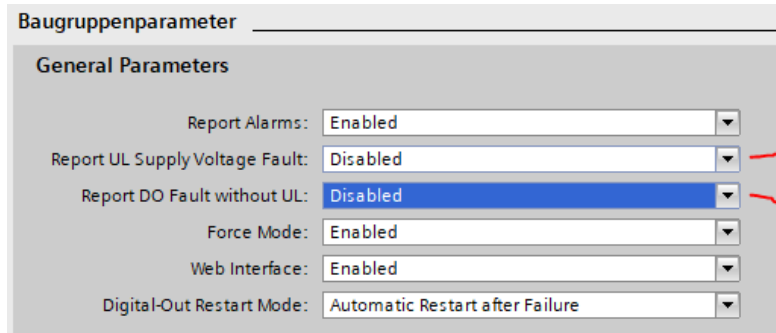 Baugruppenparameter
General Parameters
Report Alarms: Enabled
Report UL Supply Voltage Fault: Disabled
Report DO Fault without UL: Disabled
Force Mode: Enabled
Web Interface: Enabled
Digital-Out Restart Mode: Automatic Restart after Failure